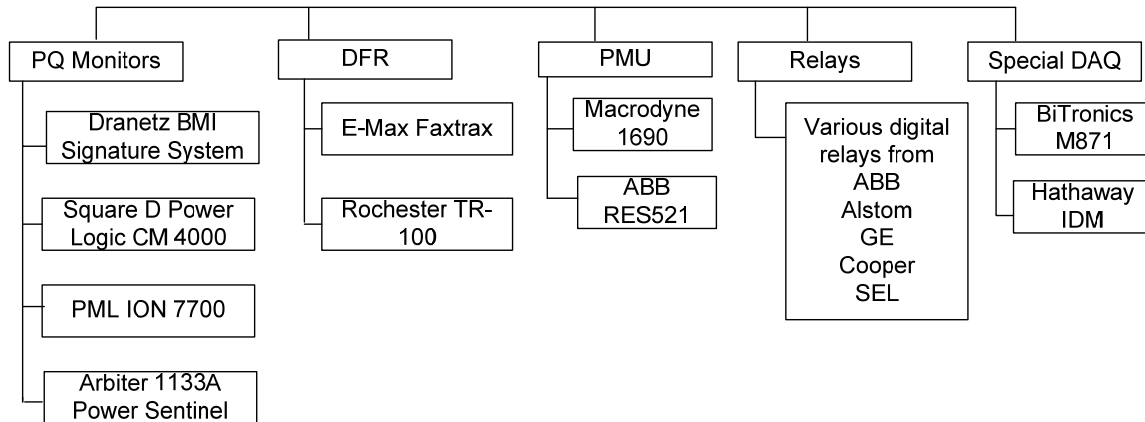 PQ Monitors
Dranetz BMI
Signature System
Square D Power
Logic CM 4000
PML ION 7700
Arbiter 1133A
Power Sentinel
DFR
E-Max Faxtrax
Rochester TR-
100
PMU
Macrodyne
1690
ABB
RES521
Relays
Various digital
relays from
ABB
Alstom
GE
Cooper
SEL
Special DAQ
BiTronics
M871
Hathaway
IDM